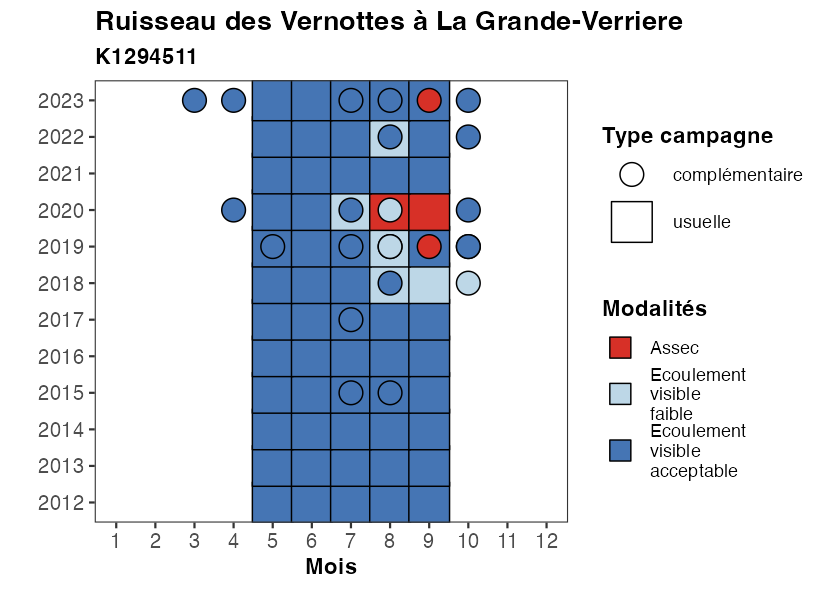 Ruisseau des Vernottes à La Grande-Verriere
K1294511
2023
2022
2021
2020
2019
2018
2017
2016
2015
2014
2013
2012
1 2 3 4 5 6 7 8 9 10 11 12
Mois
Type campagne
complémentaire
usuelle
Modalités
Assec
Ecoulement
visible
faible
Ecoulement
visible
acceptable